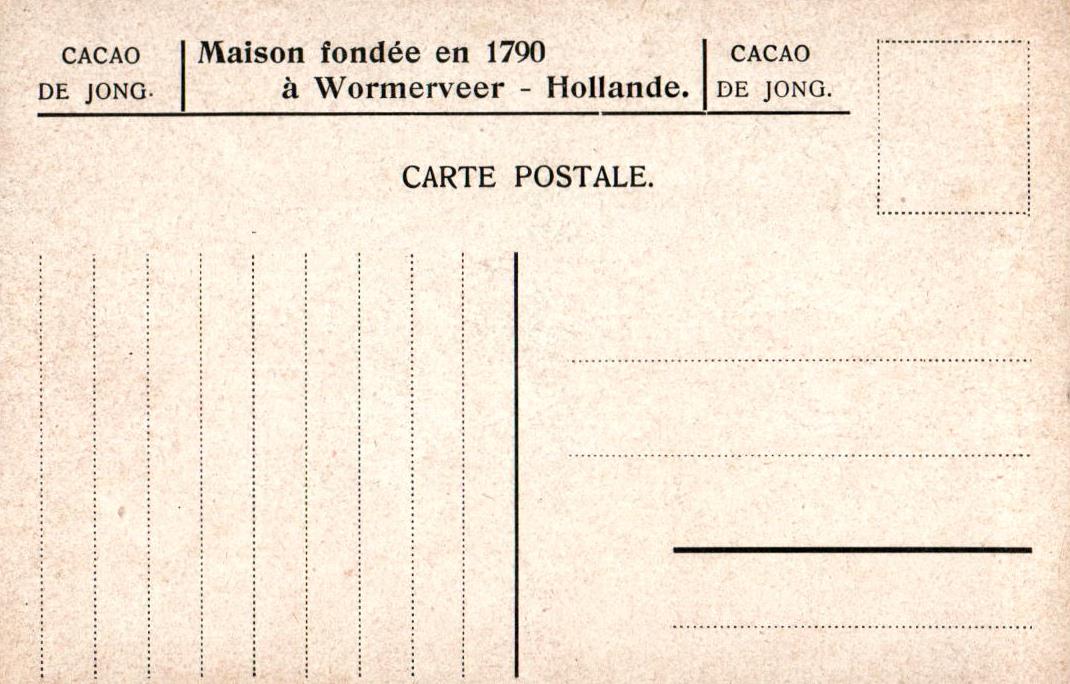 CACAO
DE JONG.
Maison fondée en 1790
à Wormerveer - Hollande.
CACAO
DE JONG.
CARTE POSTALE.